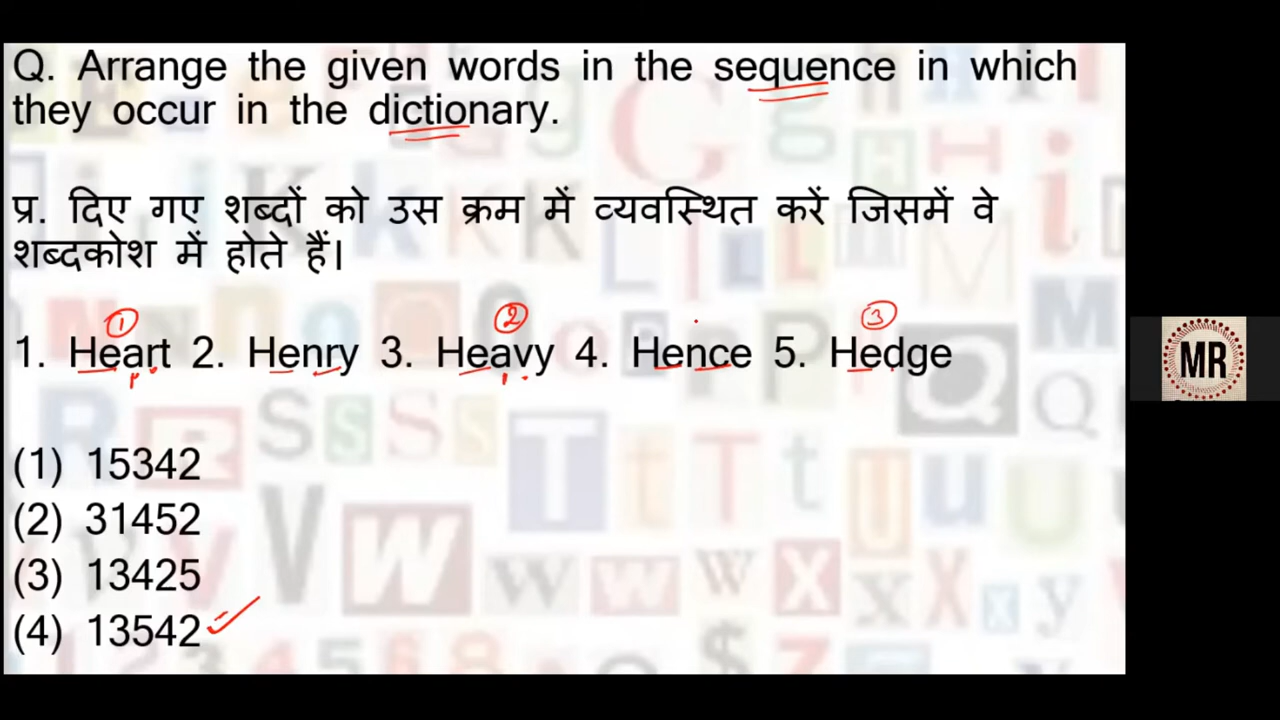 Q. Arrange the given words in the sequence in which
they occur in the dictionary.
प्र. दिए गए शब्दों को उस क्रम में व्यवस्थित करें जिसमें वे
शब्दकोश में होते हैं।
1 2 3
1. Heart 2. Henry 3. Heavy 4. Hence 5. Hedge
MR
(1) 15342
(2) 31452
(3) 13425
(4) 13542